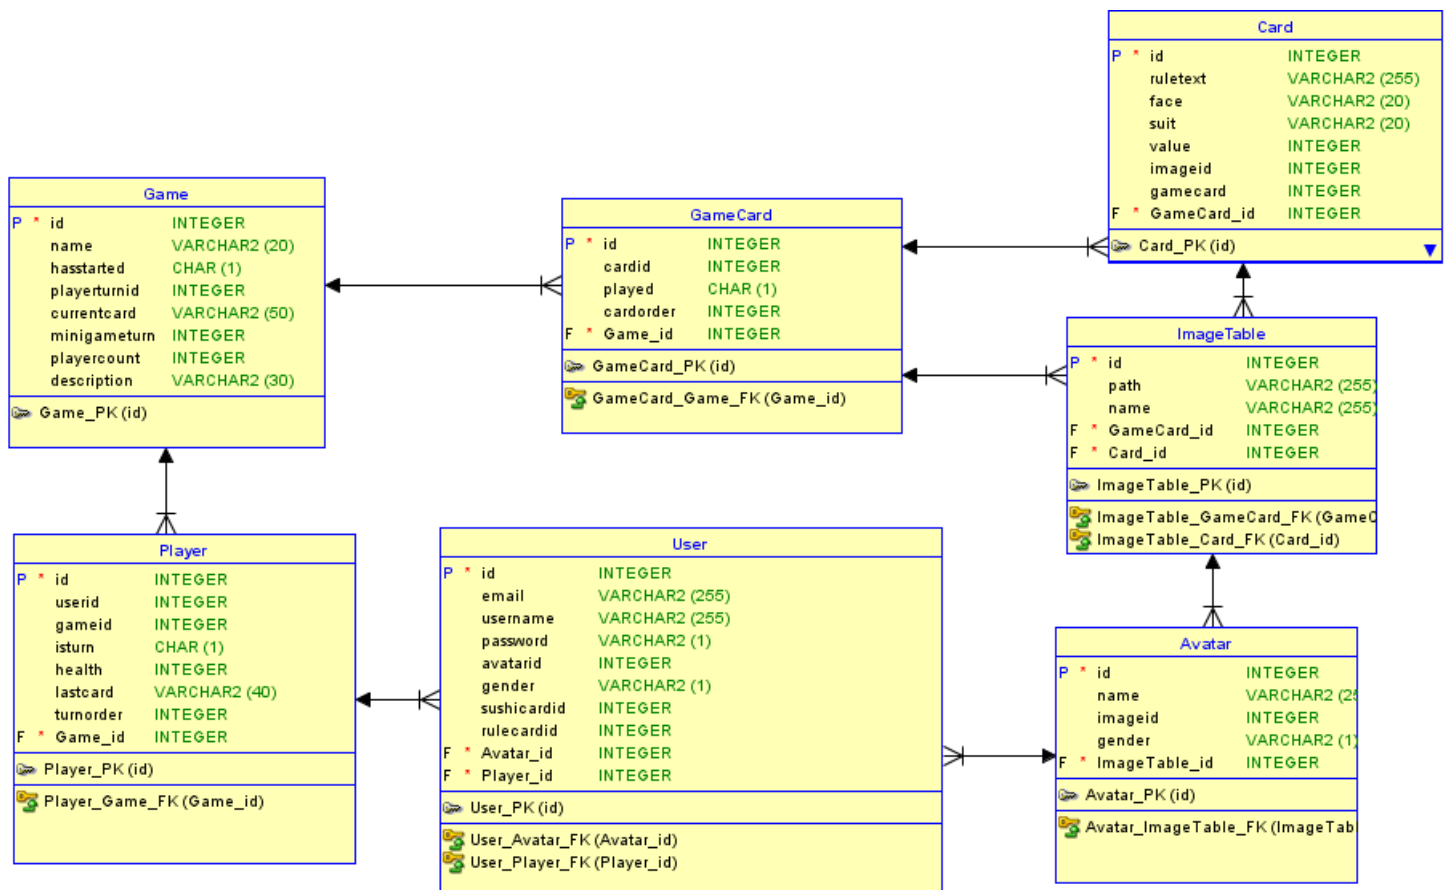 Card
P * id INTEGER
ruletext VARCHAR2 (255)
face VARCHAR2 (20)
suit VARCHAR2 (20)
value INTEGER
imageid INTEGER
gamecard INTEGER
F * GameCard_id INTEGER
Card_PK (id)
Game
P * id INTEGER
name VARCHAR2 (20)
hasstarted CHAR (1)
playerturnid INTEGER
currentcard VARCHAR2 (50)
minigameturn INTEGER
playercount INTEGER
description VARCHAR2 (30)
Game_PK (id)
GameCard
P * id INTEGER
cardid INTEGER
played CHAR (1)
cardorder INTEGER
F * Game_id INTEGER
GameCard_PK (id)
GameCard_Game_FK (Game_id)
ImageTable
P * id INTEGER
path VARCHAR2 (255)
name VARCHAR2 (255)
F * GameCard_id INTEGER
F * Card_id INTEGER
ImageTable_PK (id)
ImageTable_GameCard_FK (GameC
ImageTable_Card_FK (Card_id)
Player
P * id INTEGER
userid INTEGER
gameid INTEGER
isturn CHAR (1)
health INTEGER
lastcard VARCHAR2 (40)
turnorder INTEGER
F * Game_id INTEGER
Player_PK (id)
Player_Game_FK (Game_id)
User
P * id INTEGER
email VARCHAR2 (255)
username VARCHAR2 (255)
password VARCHAR2 (1)
avatarid INTEGER
gender VARCHAR2 (1)
sushicardid INTEGER
rulecardid INTEGER
F * Avatar_id INTEGER
F * Player_id INTEGER
User_PK (id)
User_Avatar_FK (Avatar_id)
User_Player_FK (Player_id)
Avatar
P * id INTEGER
name VARCHAR2 (25
imageid INTEGER
gender VARCHAR2 (1)
F * ImageTable_id INTEGER
Avatar_PK (id)
Avatar_ImageTable_FK (ImageTab